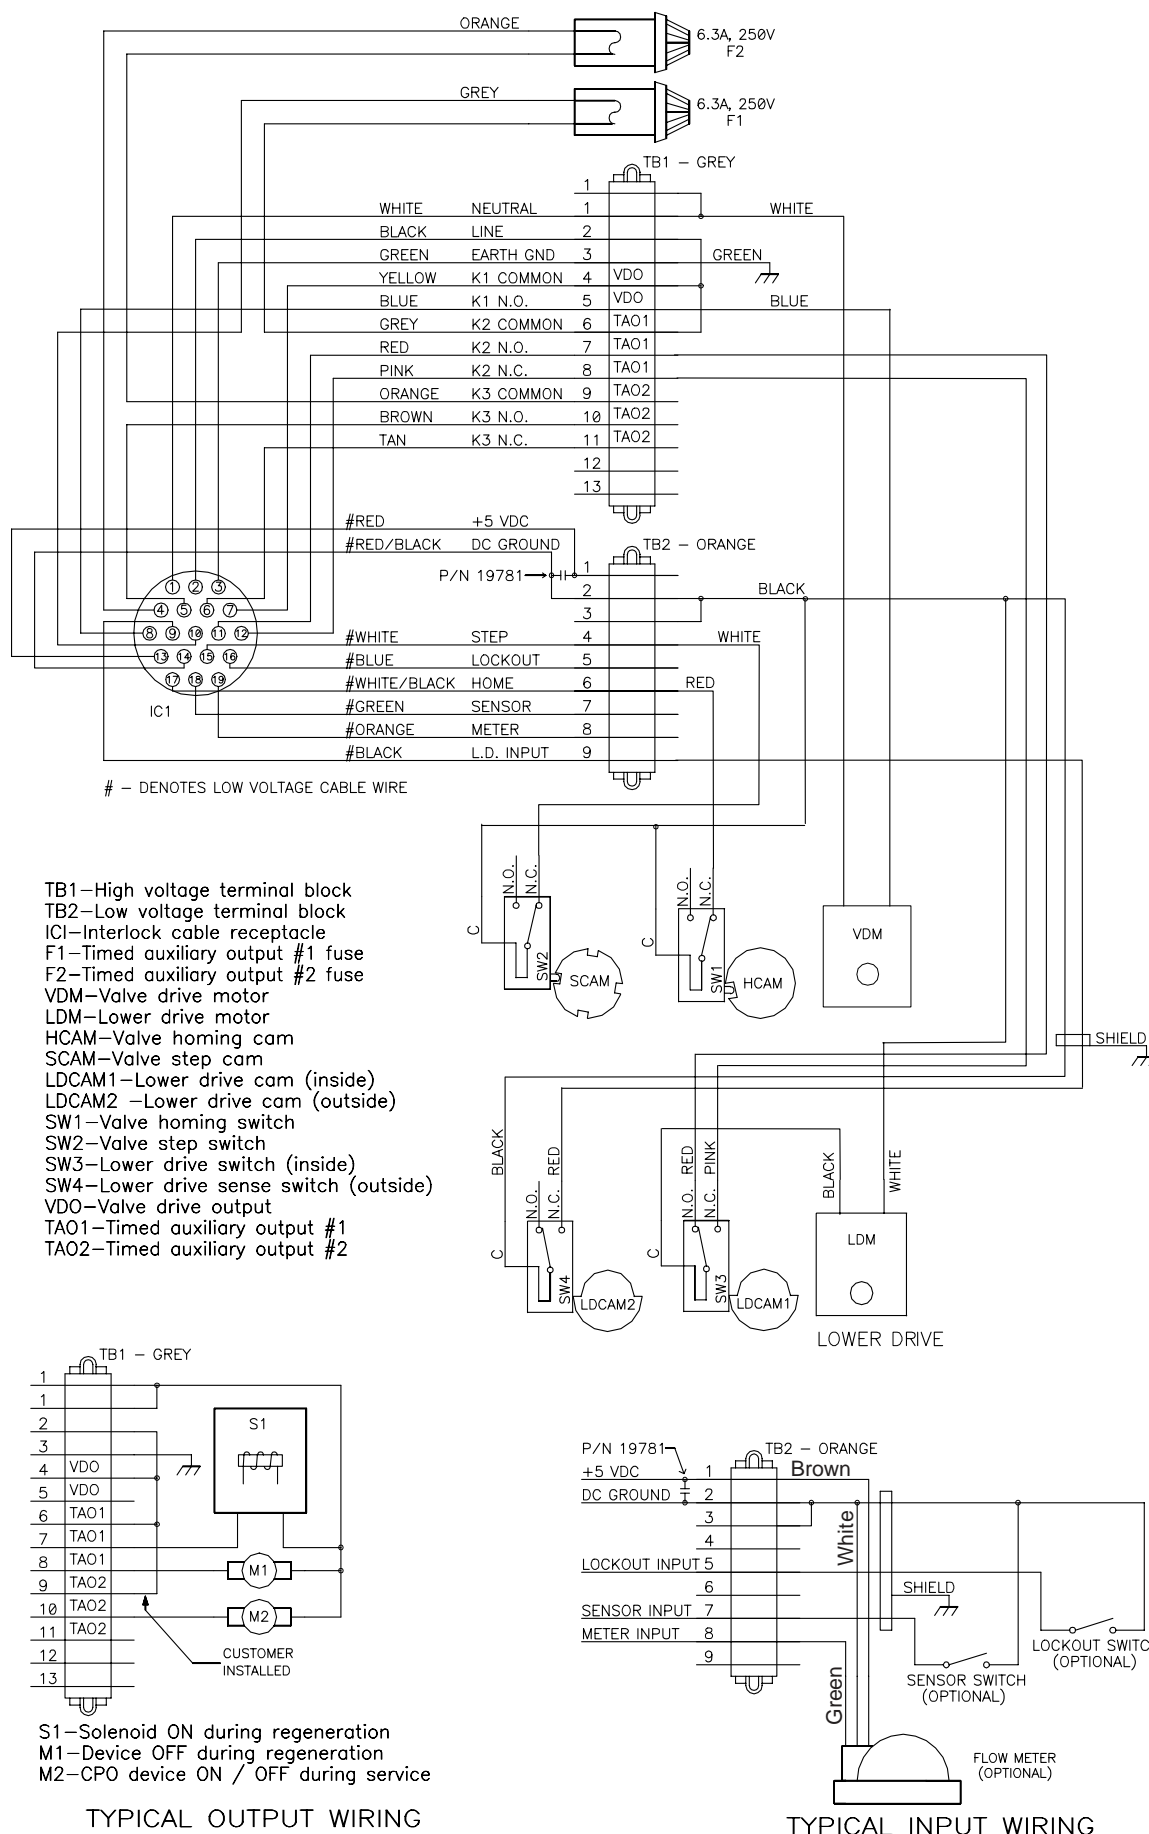 ORANGE
6.3A, 250V
F2
GREY
6.3A, 250V
F1
TB1 – GREY
1
WHITE NEUTRAL 1 WHITE
BLACK LINE 2
GREEN EARTH GND 3 GREEN
YELLOW K1 COMMON 4 VDO
BLUE K1 N.O. 5 VDO BLUE
GREY K2 COMMON 6 TAO1
RED K2 N.O. 7 TAO1
PINK K2 N.C. 8 TAO1
ORANGE K3 COMMON 9 TAO2
BROWN K3 N.O. 10 TAO2
TAN K3 N.C. 11 TAO2
12
13
#RED +5 VDC
#RED/BLACK DC GROUND
TB2 – ORANGE
P/N 19781 1
2 BLACK
3
#WHITE STEP 4 WHITE
#BLUE LOCKOUT 5
#WHITE/BLACK HOME 6 RED
#GREEN SENSOR 7
#ORANGE METER 8
#BLACK L.D. INPUT 9
1 2 3
4 5 6 7
8 9 10 11 12
13 14 15 16
17 18 19
IC1
# – DENOTES LOW VOLTAGE CABLE WIRE
N.O. N.C. N.O. N.C.
C SW2 SCAM
C SW1 HCAM
VDM
SHIELD
TB1–High voltage terminal block
TB2–Low voltage terminal block
ICI–Interlock cable receptacle
F1–Timed auxiliary output #1 fuse
F2–Timed auxiliary output #2 fuse
VDM–Valve drive motor
LDM–Lower drive motor
HCAM–Valve homing cam
SCAM–Valve step cam
LDCAM1–Lower drive cam (inside)
LDCAM2 –Lower drive cam (outside)
SW1–Valve homing switch
SW2–Valve step switch
SW3–Lower drive switch (inside)
SW4–Lower drive sense switch (outside)
VDO–Valve drive output
TAO1–Timed auxiliary output #1
TAO2–Timed auxiliary output #2
BLACK RED RED PINK BLACK WHITE
N.O. N.C. N.O. N.C.
C SW4 LDCAM2
C SW3 LDCAM1
LDM
LOWER DRIVE
TB1 – GREY
1
1
2
3
4 VDO
5 VDO
6 TAO1
7 TAO1
8 TAO1
9 TAO2
10 TAO2
11 TAO2
12
13
S1
M1
M2
CUSTOMER
INSTALLED
S1–Solenoid ON during regeneration
M1–Device OFF during regeneration
M2–CPO device ON / OFF during service
TYPICAL OUTPUT WIRING
P/N 19781 TB2 – ORANGE
+5 VDC 1 Brown
DC GROUND 2
3
4
White
LOCKOUT INPUT 5
6
SHIELD
SENSOR INPUT 7
METER INPUT 8
9
LOCKOUT SWITC
(OPTIONAL)
SENSOR SWITCH
(OPTIONAL)
Green
FLOW METER
(OPTIONAL)
TYPICAL INPUT WIRING